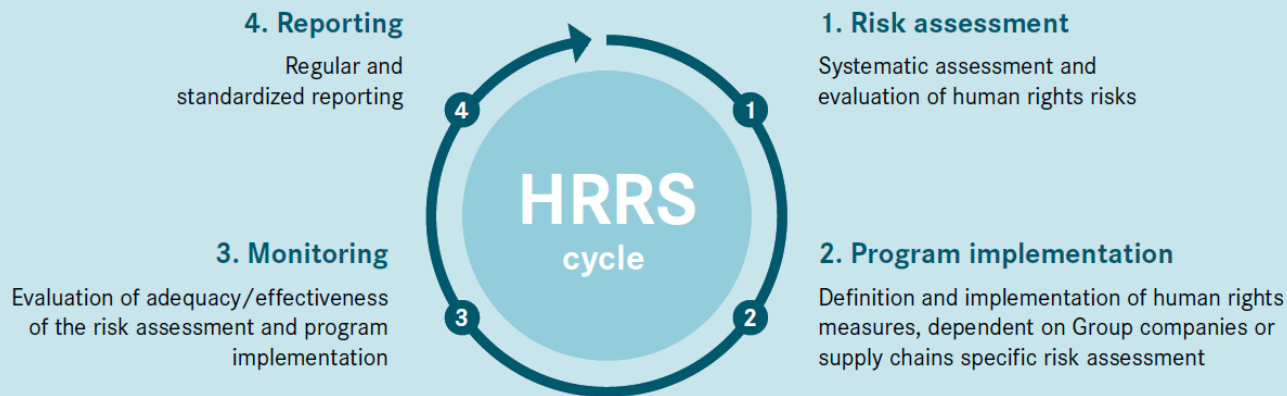 4. Reporting
Regular and
standardized reporting
1. Risk assessment
Systematic assessment and
evaluation of human rights risks
4
1
HRRS
cycle
3. Monitoring
Evaluation of adequacy/effectiveness
of the risk assessment and program
implementation
2. Program implementation
Definition and implementation of human rights
measures, dependent on Group companies or
supply chains specific risk assessment
3
2